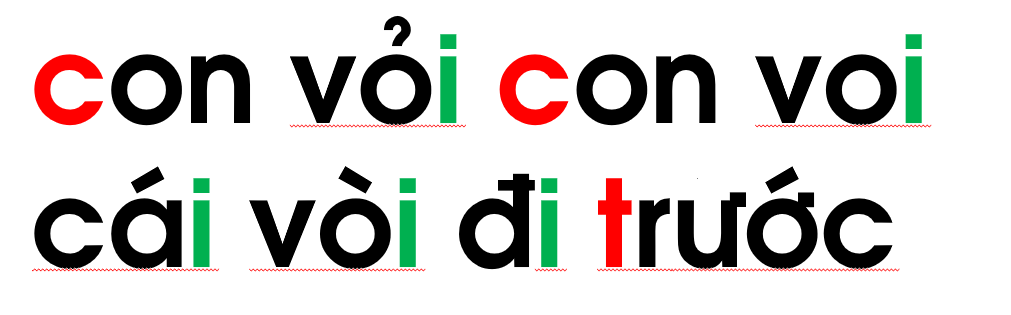 con vỏi con voi
cái vòi đi trước